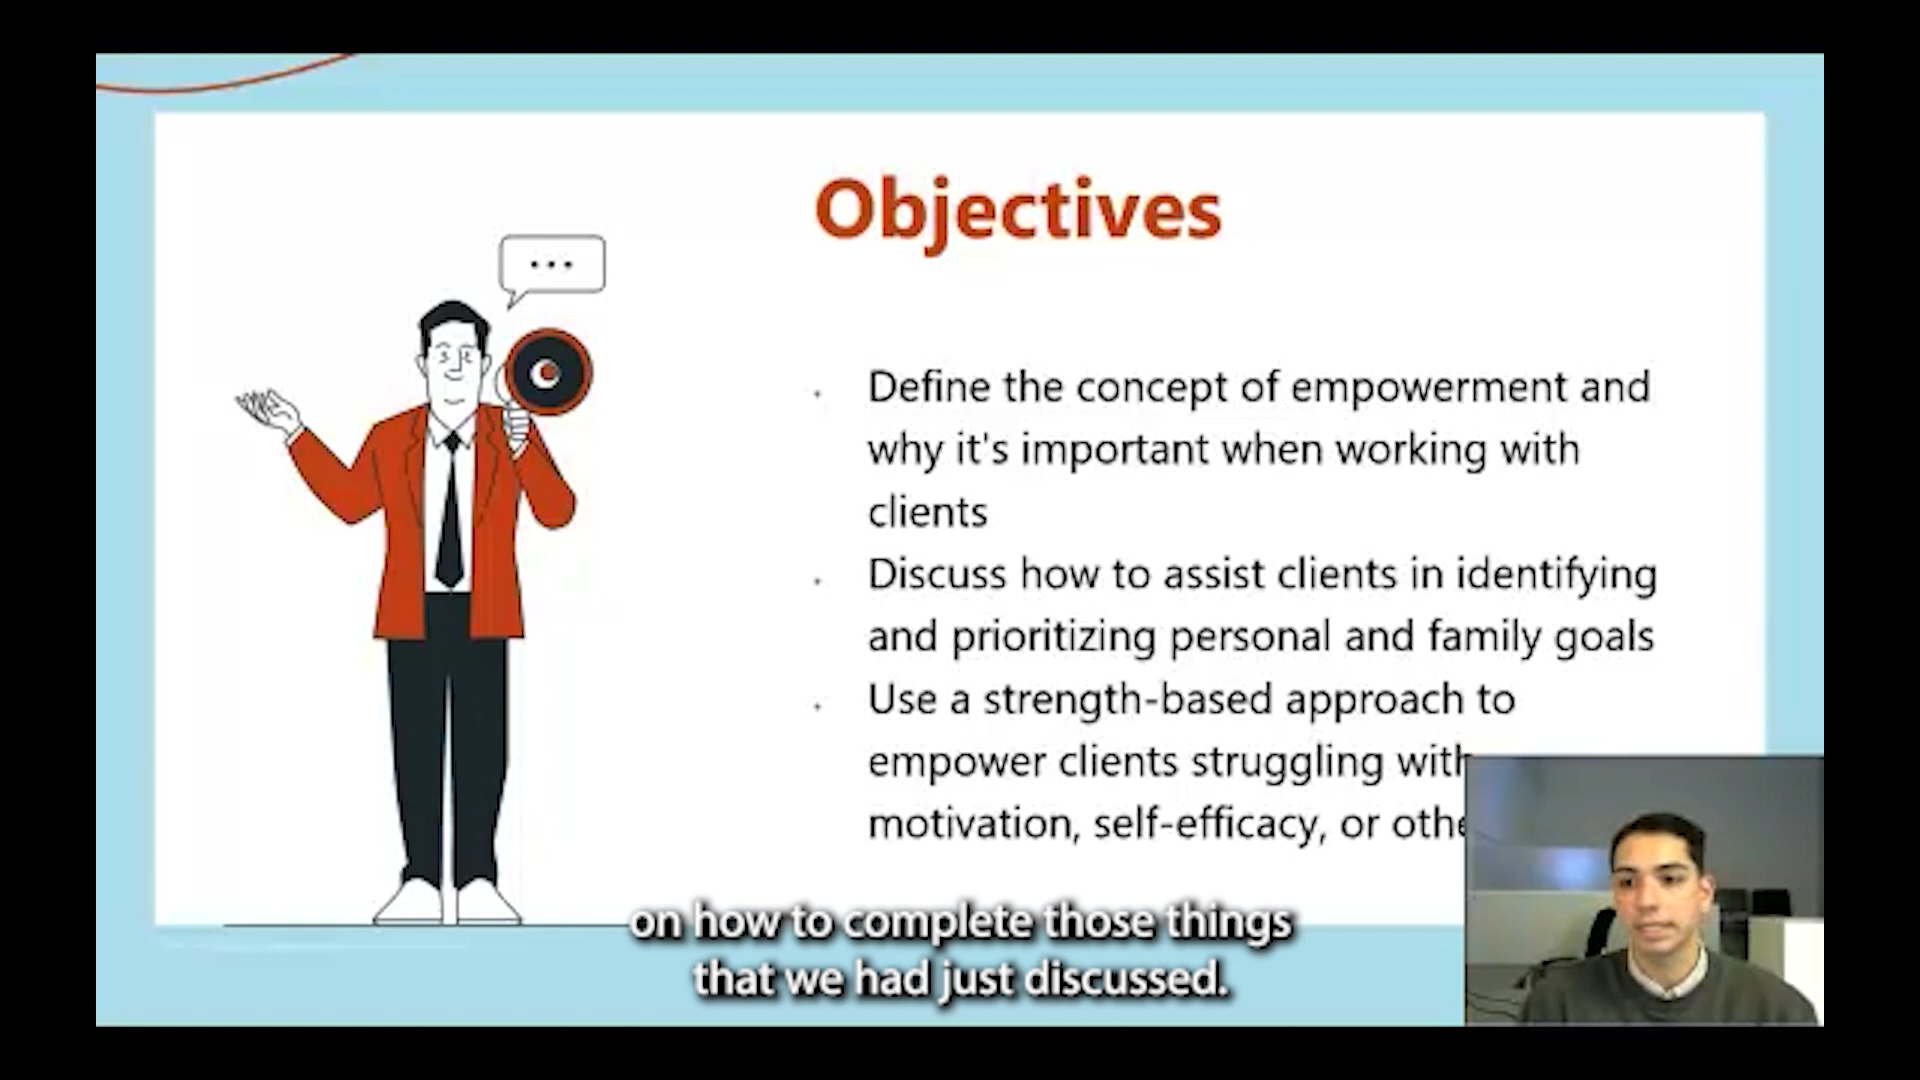 Objectives
Define the concept of empowerment and
why it's important when working with
clients
Discuss how to assist clients in identifying
and prioritizing personal and family goals
Use a strength-based approach to
empower clients struggling with
motivation, self-efficacy, or
on how to complete those things
that we had just discussed.